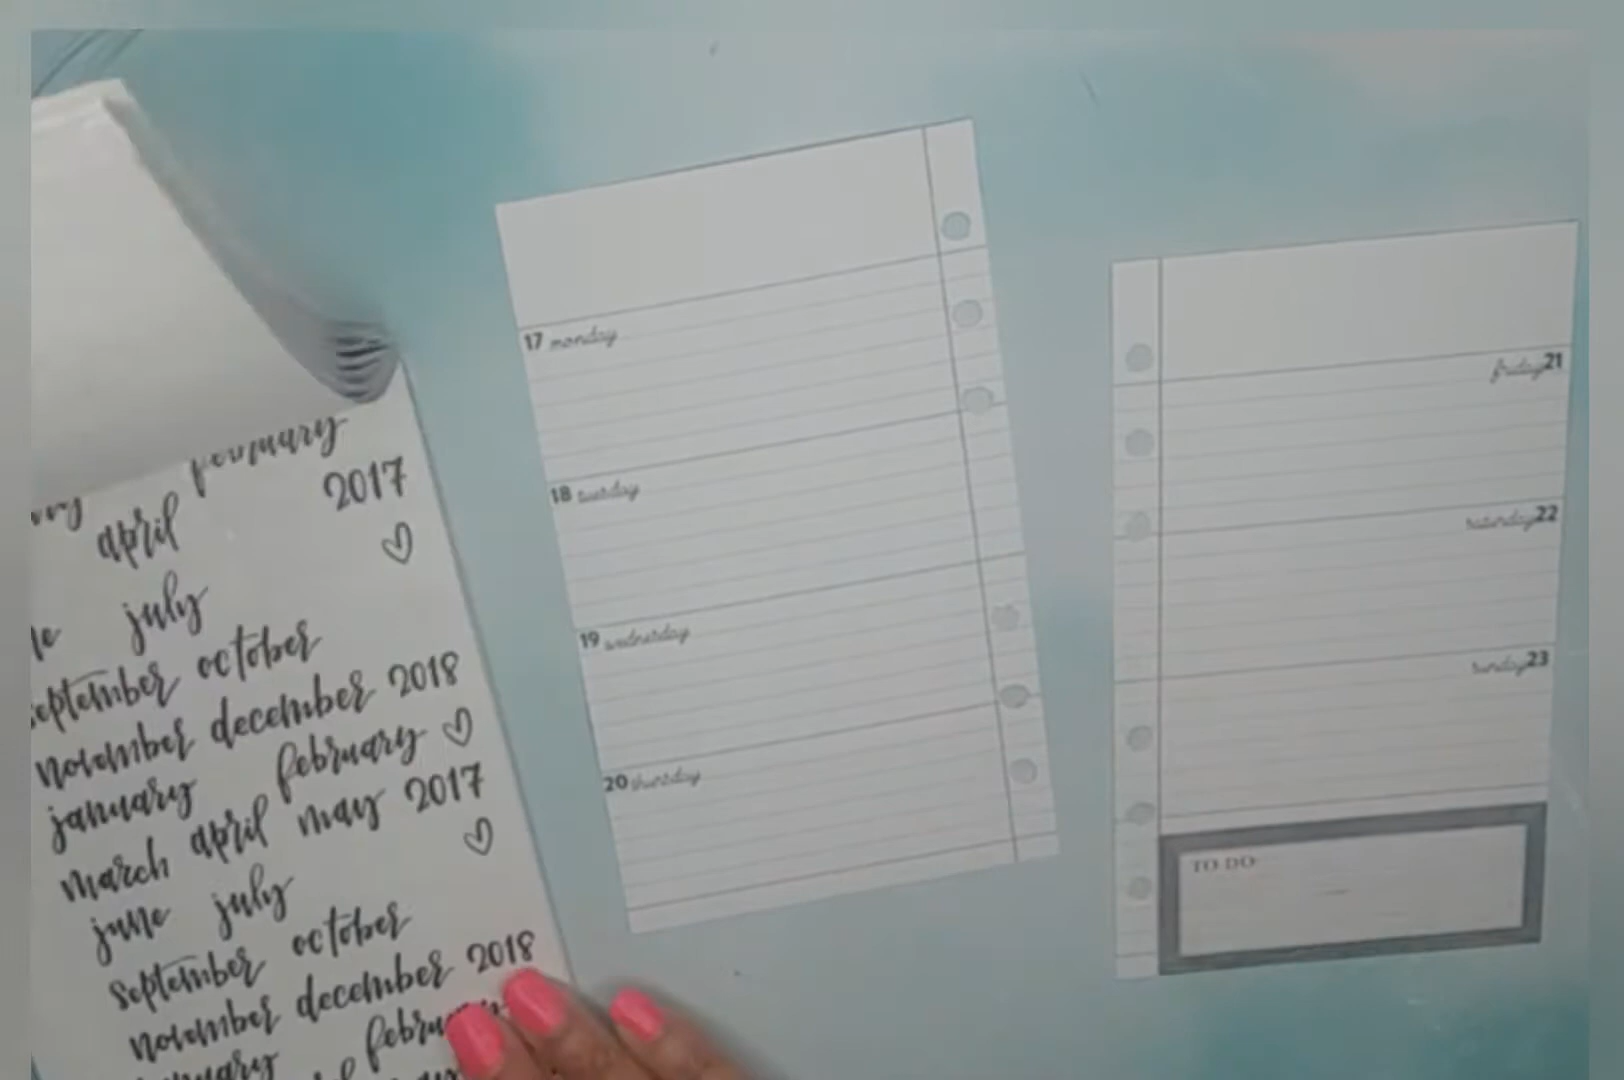 february
april 2017
july
september october
november december 2018
january february
march april may 2017
june july
september october
november december 2018
17 monday
18 tuesday
19 wednesday
20 thursday
friday 21
saturday 22
sunday 23
TO DO